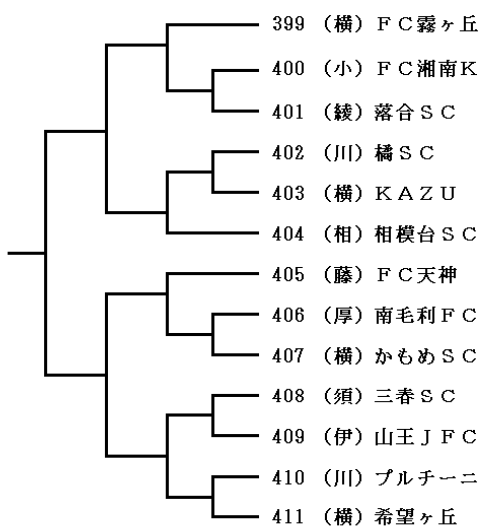 399 （横）ＦＣ霧ヶ丘
400 （小）ＦＣ湘南Ｋ
401 （綾）落合ＳＣ
402 （川）橘ＳＣ
403 （横）ＫＡＺＵ
404 （相）相模台ＳＣ
405 （藤）ＦＣ天神
406 （厚）南毛利ＦＣ
407 （横）かもめＳＣ
408 （須）三春ＳＣ
409 （伊）山王ＪＦＣ
410 （川）プルチーニ
411 （横）希望ヶ丘